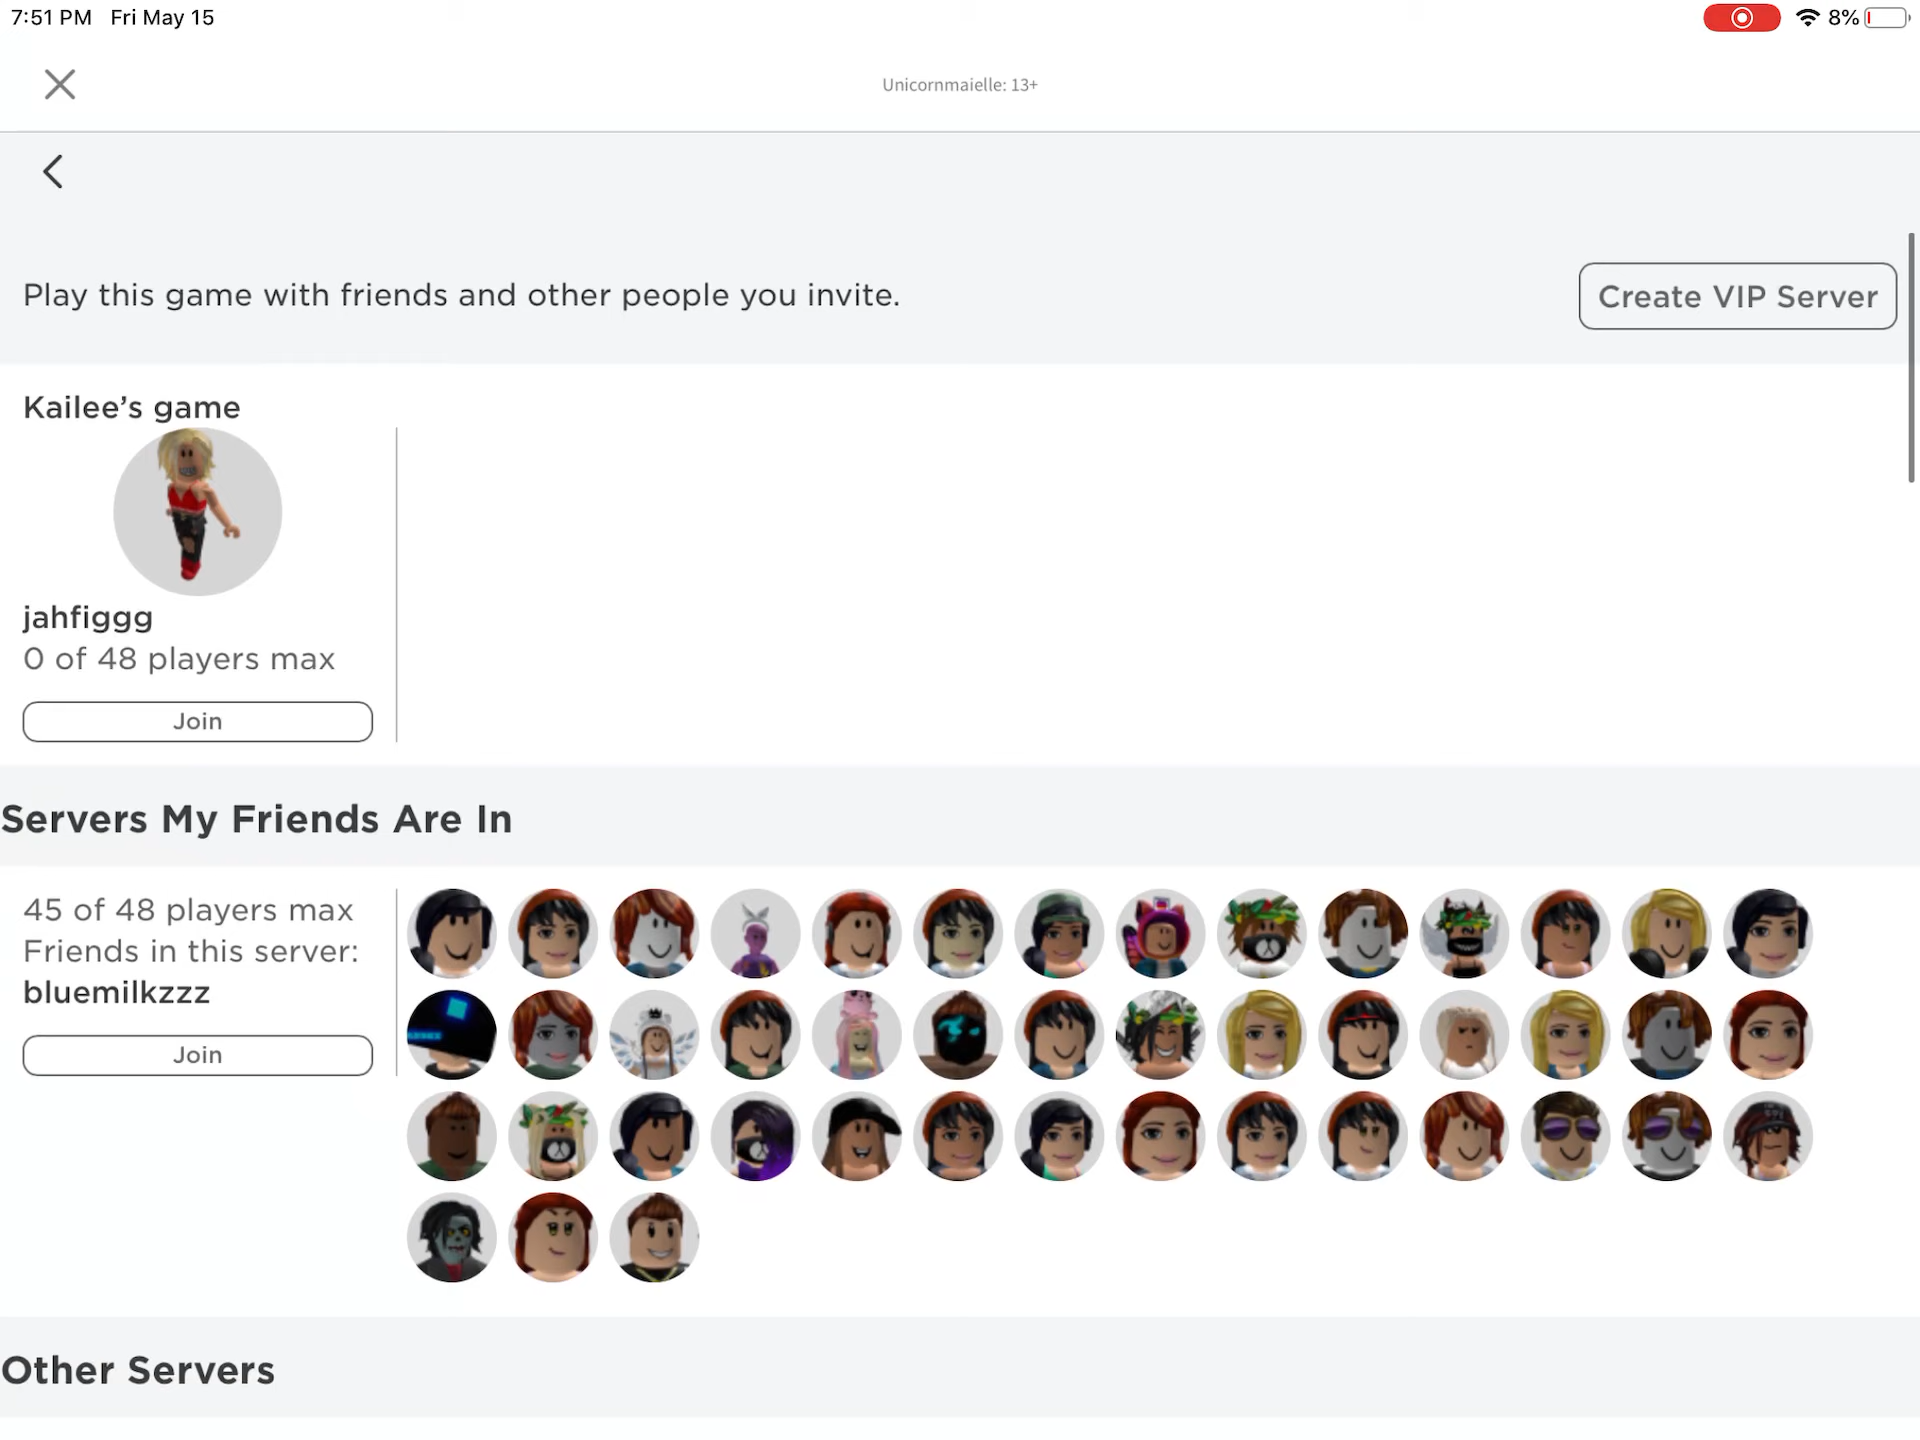 7:51 PM Fri May 15
8%
Unicornmaielle: 13+
Play this game with friends and other people you invite.
Create VIP Server
Kailee’s game
jahfiggg
0 of 48 players max
Join
Servers My Friends Are In
45 of 48 players max
Friends in this server:
bluemilkzzz
Join
Other Servers